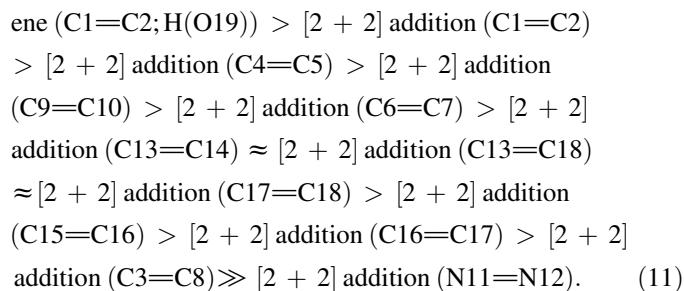 ene (C1=C2; H(O19)) > [2 + 2] addition (C1=C2)
> [2 + 2] addition (C4=C5) > [2 + 2] addition
(C9=C10) > [2 + 2] addition (C6=C7) > [2 + 2]
addition (C13=C14) ≈ [2 + 2] addition (C13=C18)
≈[2 + 2] addition (C17=C18) > [2 + 2] addition
(C15=C16) > [2 + 2] addition (C16=C17) > [2 + 2]
addition (C3=C8)≫ [2 + 2] addition (N11=N12). (11)